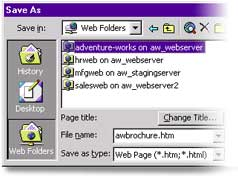 Save As
Save in: Web Folders
adventure-works on aw_webserver
hrweb on aw_webserver
mfgweb on aw_stagingserver
salesweb on aw_webserver2
History
Desktop
Web Folders
Page title: Change Title...
File name: awbrochure.htm
Save as type: Web Page (*.htm;*.html)